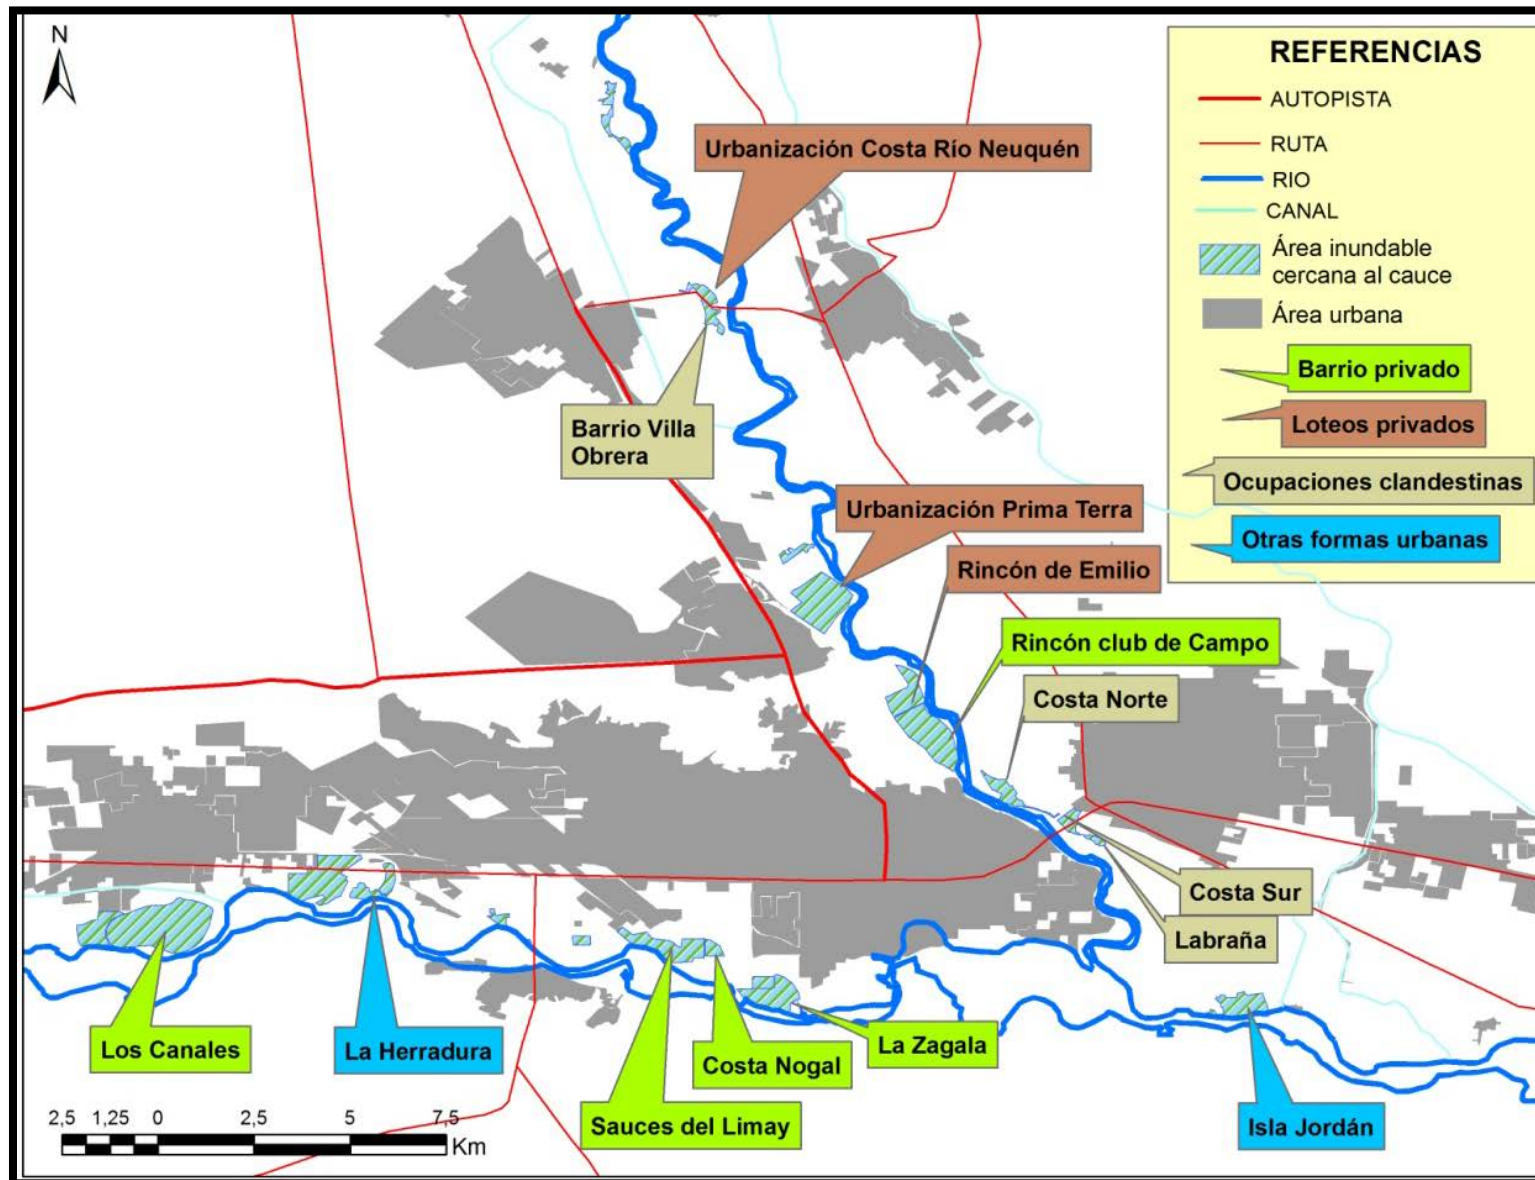 N
REFERENCIAS
AUTOPISTA
RUTA
RIO
CANAL
Área inundable
cercana al cauce
Área urbana
Barrio privado
Loteos privados
Ocupaciones clandestinas
Otras formas urbanas
Urbanización Costa Río Neuquén
Barrio Villa
Obrera
Urbanización Prima Terra
Rincón de Emilio
Rincón club de Campo
Costa Norte
Costa Sur
Labraña
Los Canales
La Herradura
La Zagala
Costa Nogal
Sauces del Limay
Isla Jordán
2,5 1,25 0 2,5 5 7,5
Km